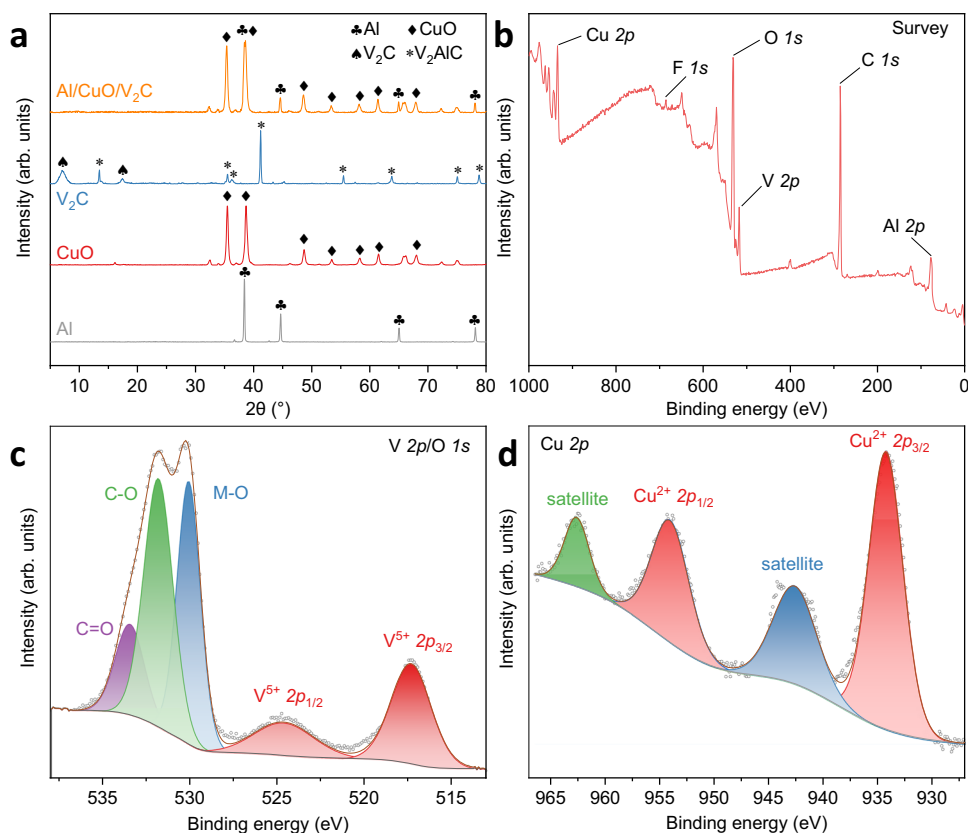 a
♣Al ♦CuO
♠V₂C *V₂AlC
Al/CuO/V₂C
V₂C
CuO
Al
Intensity (arb. units)
10 20 30 40 50 60 70 80
2θ (°)
b
Survey
Cu 2p
F 1s
O 1s
C 1s
V 2p
Al 2p
Intensity (arb. units)
1000 800 600 400 200 0
Binding energy (eV)
c
V 2p/O 1s
C-O
M-O
C=O
V⁵⁺ 2p₁/₂
V⁵⁺ 2p₃/₂
Intensity (arb. units)
535 530 525 520 515
Binding energy (eV)
d
Cu 2p
Cu²⁺ 2p₃/₂
satellite
Cu²⁺ 2p₁/₂
satellite
Intensity (arb. units)
965 960 955 950 945 940 935 930
Binding energy (eV)